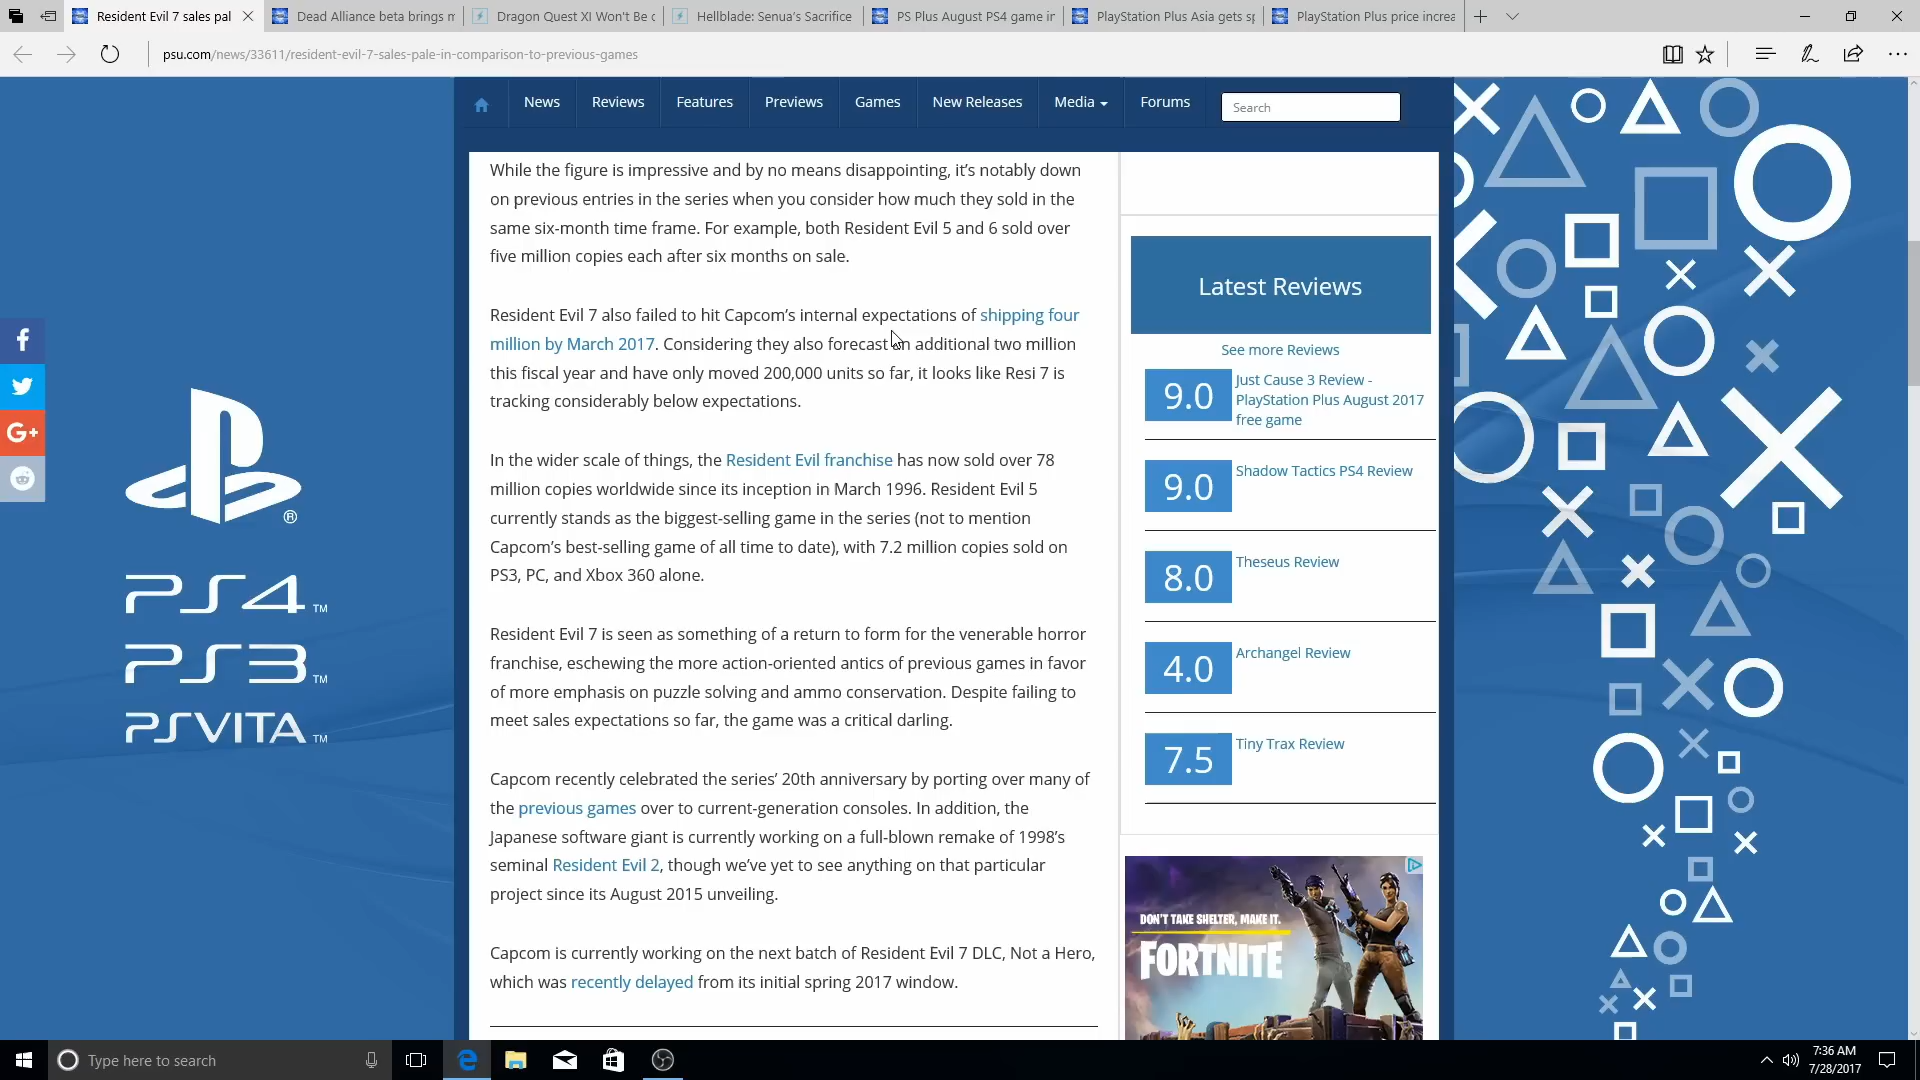 Resident Evil 7 sales pal
Dead Alliance beta brings m
Dragon Quest XI Won't Be c
Hellblade: Senua's Sacrifice
PS Plus August PS4 game in
PlayStation Plus Asia gets sp
PlayStation Plus price increa
psu.com/news/33611/resident-evil-7-sales-pale-in-comparison-to-previous-games
News
Reviews
Features
Previews
Games
New Releases
Media
Forums
Search
While the figure is impressive and by no means disappointing, it’s notably down
on previous entries in the series when you consider how much they sold in the
same six-month time frame. For example, both Resident Evil 5 and 6 sold over
five million copies each after six months on sale.
Resident Evil 7 also failed to hit Capcom’s internal expectations of shipping four
million by March 2017. Considering they also forecast an additional two million
this fiscal year and have only moved 200,000 units so far, it looks like Resi 7 is
tracking considerably below expectations.
In the wider scale of things, the Resident Evil franchise has now sold over 78
million copies worldwide since its inception in March 1996. Resident Evil 5
currently stands as the biggest-selling game in the series (not to mention
Capcom’s best-selling game of all time to date), with 7.2 million copies sold on
PS3, PC, and Xbox 360 alone.
Resident Evil 7 is seen as something of a return to form for the venerable horror
franchise, eschewing the more action-oriented antics of previous games in favor
of more emphasis on puzzle solving and ammo conservation. Despite failing to
meet sales expectations so far, the game was a critical darling.
Capcom recently celebrated the series’ 20th anniversary by porting over many of
the previous games over to current-generation consoles. In addition, the
Japanese software giant is currently working on a full-blown remake of 1998’s
seminal Resident Evil 2, though we’ve yet to see anything on that particular
project since its August 2015 unveiling.
Capcom is currently working on the next batch of Resident Evil 7 DLC, Not a Hero,
which was recently delayed from its initial spring 2017 window.
Latest Reviews
See more Reviews
9.0
Just Cause 3 Review -
PlayStation Plus August 2017
free game
9.0
Shadow Tactics PS4 Review
8.0
Theseus Review
4.0
Archangel Review
7.5
Tiny Trax Review
DON'T TAKE SHELTER, MAKE IT.
FORTNITE
G+
®
PS4 ™
PS3 ™
PSVITA ™
Type here to search
7:36 AM
7/28/2017